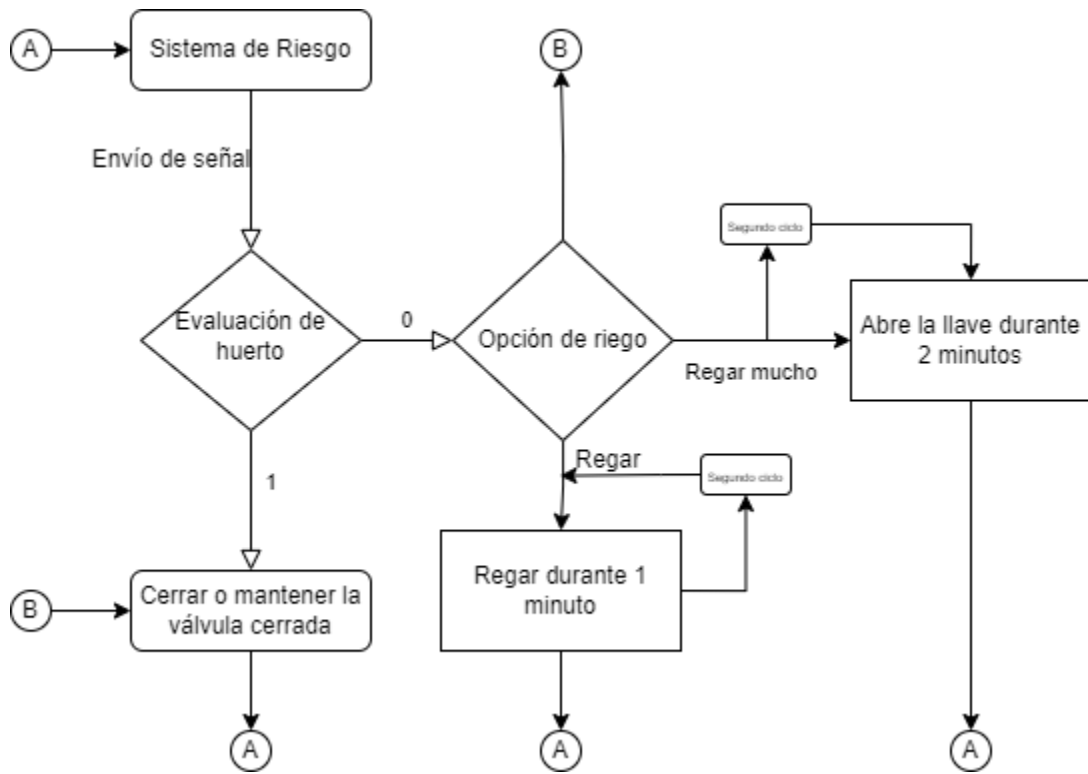 A
Sistema de Riesgo
B
Envío de señal
Segundo ciclo
Evaluación de
huerto
0
Opción de riego
Abre la llave durante
2 minutos
Regar mucho
Regar
Segundo ciclo
1
Regar durante 1
minuto
B
Cerrar o mantener la
válvula cerrada
A
A
A